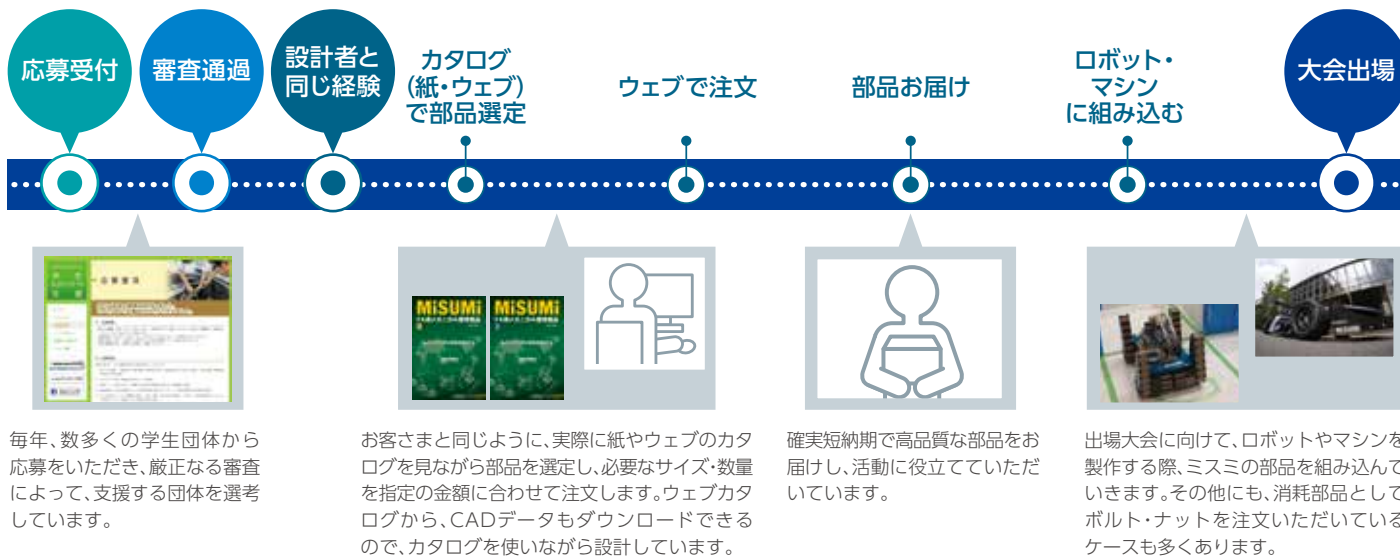 応募受付
審査通過
設計者と
同じ経験
カタログ
(紙・ウェブ)
で部品選定
ウェブで注文
部品お届け
ロボット・
マシン
に組み込む
大会出場
応募要項
MiSUMi
MiSUMi
毎年、数多くの学生団体から
応募をいただき、厳正なる審査
によって、支援する団体を選考
しています。
お客さまと同じように、実際に紙やウェブのカタ
ログを見ながら部品を選定し、必要なサイズ・数量
を指定の金額に合わせて注文します。ウェブカタ
ログから、CADデータもダウンロードできる
ので、カタログを使いながら設計しています。
確実短納期で高品質な部品をお
届けし、活動に役立てていただ
いています。
出場大会に向けて、ロボットやマシンを
製作する際、ミスミの部品を組み込んで
いきます。その他にも、消耗部品として
ボルト・ナットを注文いただいている
ケースも多くあります。